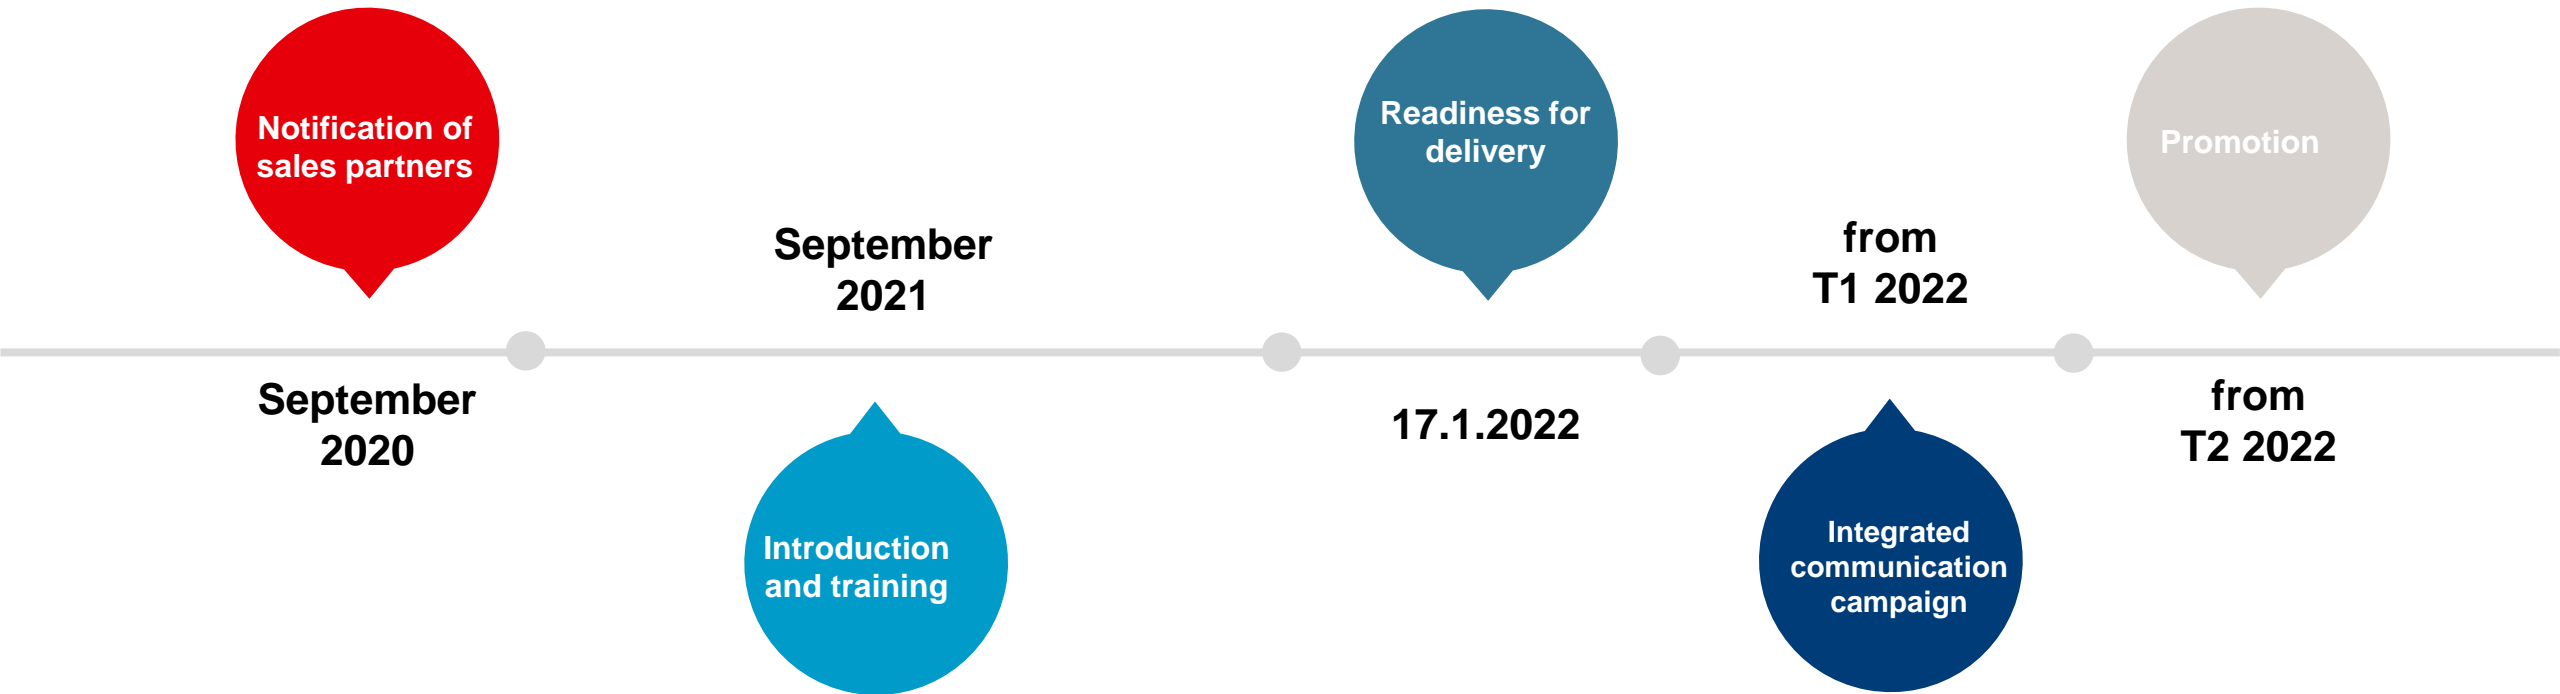 Notification of
sales partners
September
2020
September
2021
Introduction
and training
Readiness for
delivery
17.1.2022
from
T1 2022
Integrated
communication
campaign
Promotion
from
T2 2022